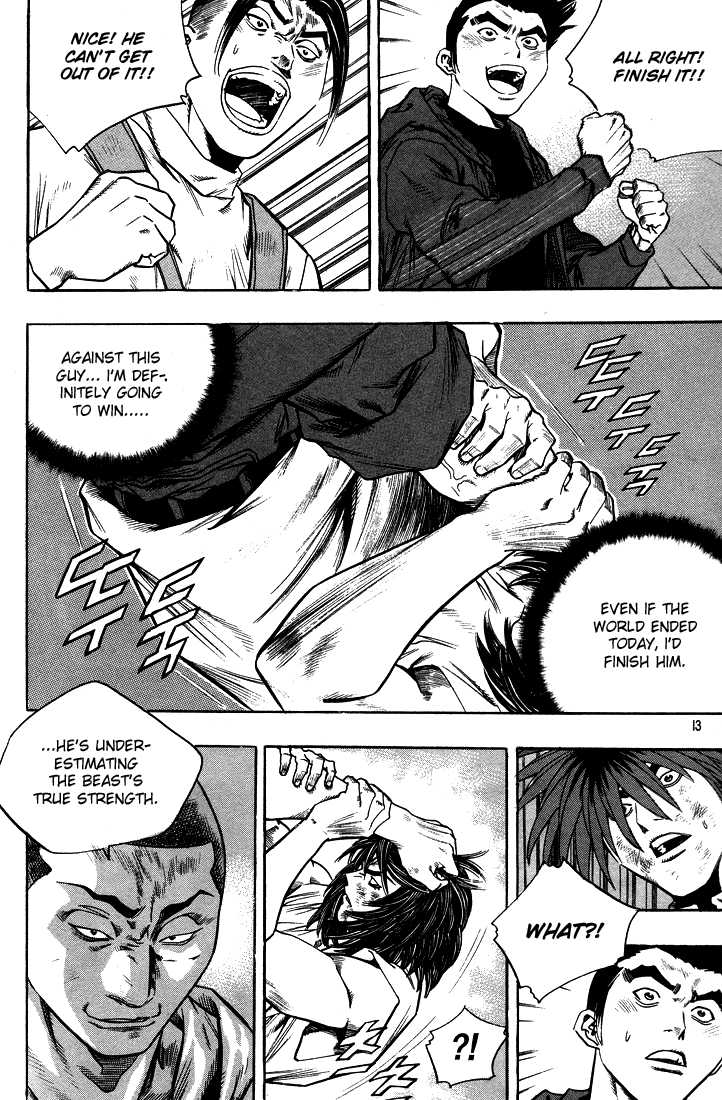 NICE! HE
CAN'T GET
OUT OF IT!!
ALL RIGHT!
FINISH IT!!
AGAINST THIS
GUY... I'M DEF-
INITELY GOING
TO WIN.....
EVEN IF THE
WORLD ENDED
TODAY, I'D
FINISH HIM.
13
...HE'S UNDER-
ESTIMATING
THE BEAST'S
TRUE STRENGTH.
?!
WHAT?!